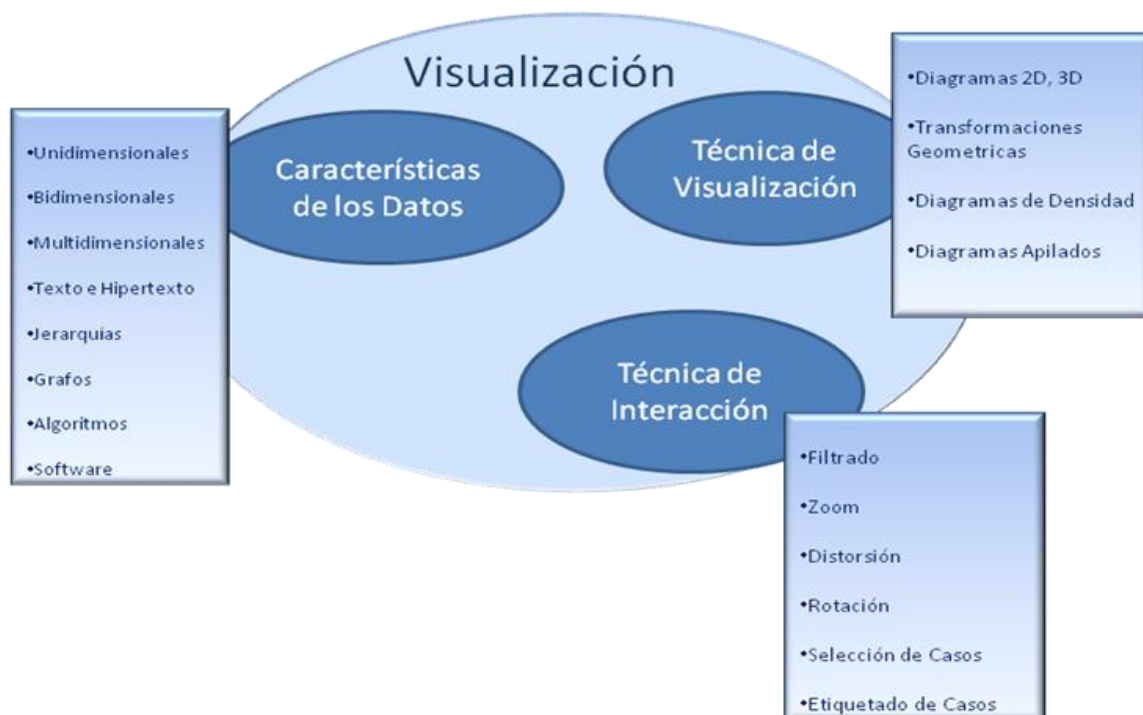 Visualización
Características
de los Datos
•Unidimensionales
•Bidimensionales
•Multidimensionales
•Texto e Hipertexto
•Jerarquías
•Grafos
•Algoritmos
•Software
Técnica de
Visualización
•Diagramas 2D, 3D
•Transformaciones
Geometricas
•Diagramas de Densidad
•Diagramas Apilados
Técnica de
Interacción
•Filtrado
•Zoom
•Distorsión
•Rotación
•Selección de Casos
•Etiquetado de Casos